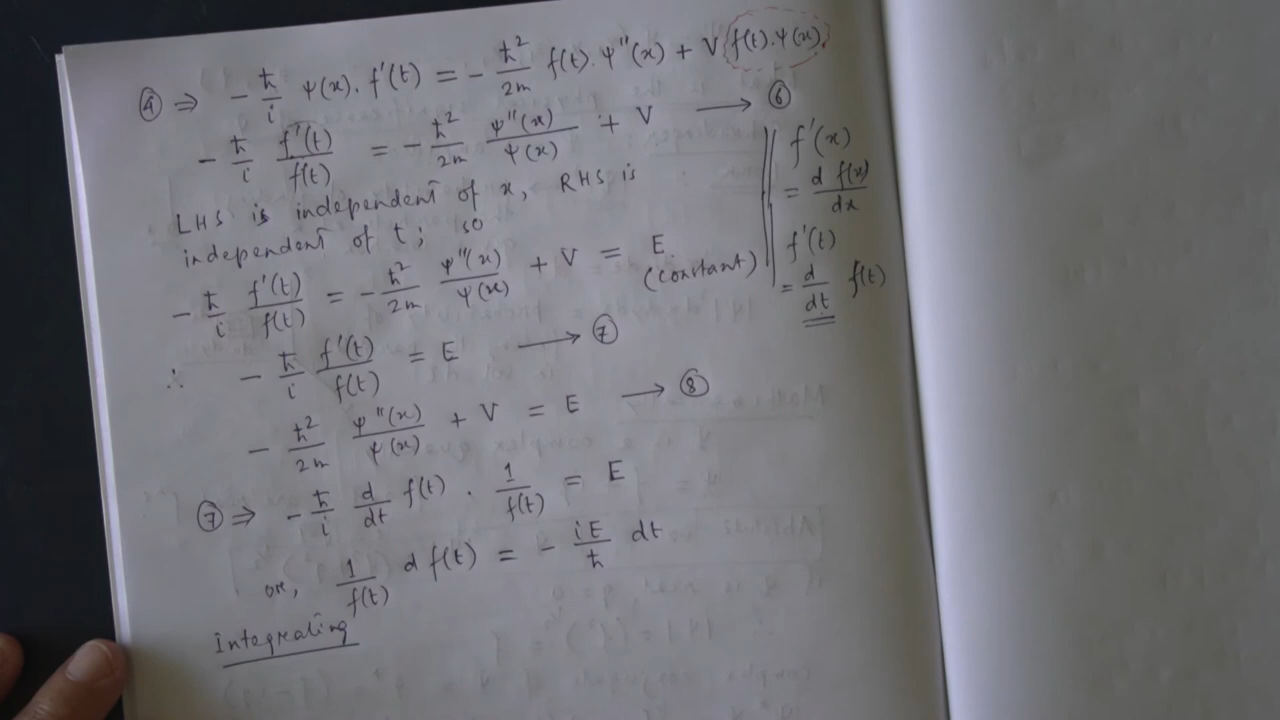 ④ ⇒ - ħ/i ψ(x). f'(t) = - ħ²/2m f(t). ψ''(x) + V f(t).ψ(x)
- ħ/i f'(t)/f(t) = - ħ²/2m ψ''(x)/ψ(x) + V ⟶ ⑥
LHS is independent of x, RHS is
independent of t; so
- ħ/i f'(t)/f(t) = - ħ²/2m ψ''(x)/ψ(x) + V = E
(constant)
∴ - ħ/i f'(t)/f(t) = E ⟶ ⑦
- ħ²/2m ψ''(x)/ψ(x) + V = E ⟶ ⑧
⑦ ⇒ - ħ/i d/dt f(t) . 1/f(t) = E
or, 1/f(t) d f(t) = - iE/ħ dt
Integrating
f'(x)
= d f(x)/dx
f'(t)
= d/dt f(t)